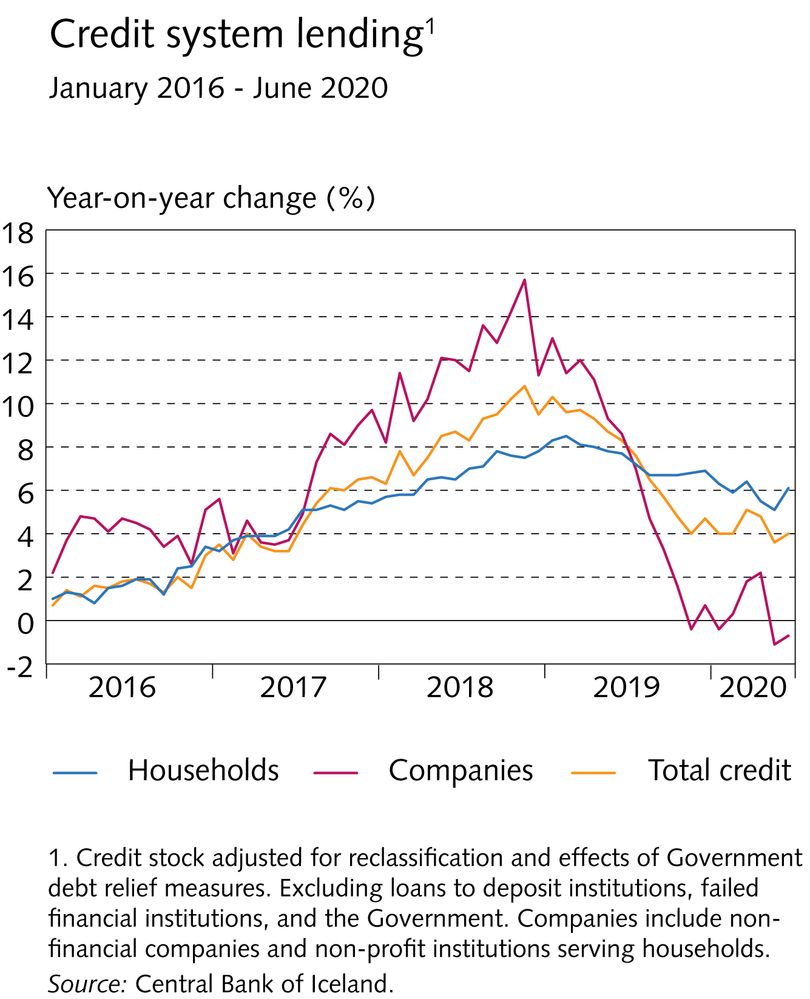 Credit system lending¹
January 2016 - June 2020
Year-on-year change (%)
18
16
14
12
10
8
6
4
2
0
-2
2016 2017 2018 2019 2020
Households Companies Total credit
1. Credit stock adjusted for reclassification and effects of Government
debt relief measures. Excluding loans to deposit institutions, failed
financial institutions, and the Government. Companies include non-
financial companies and non-profit institutions serving households.
Source: Central Bank of Iceland.